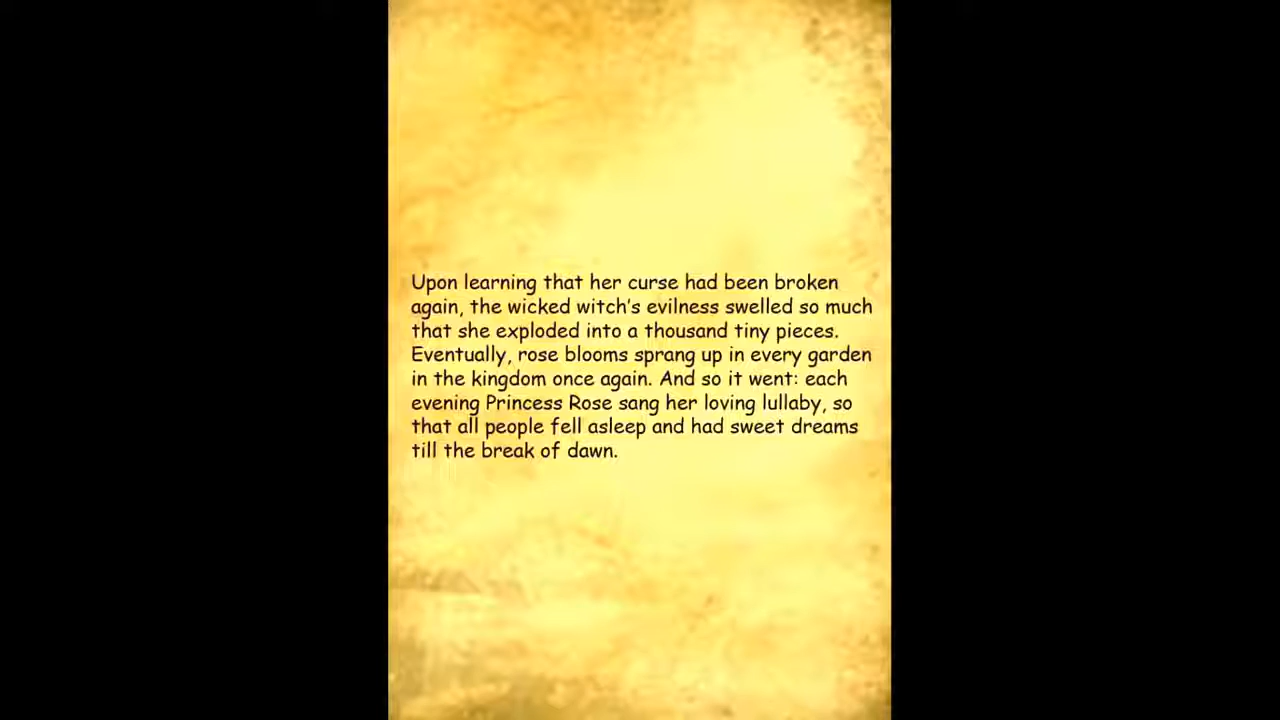 Upon learning that her curse had been broken
again, the wicked witch's evilness swelled so much
that she exploded into a thousand tiny pieces.
Eventually, rose blooms sprang up in every garden
in the kingdom once again. And so it went: each
evening Princess Rose sang her loving lullaby, so
that all people fell asleep and had sweet dreams
till the break of dawn.